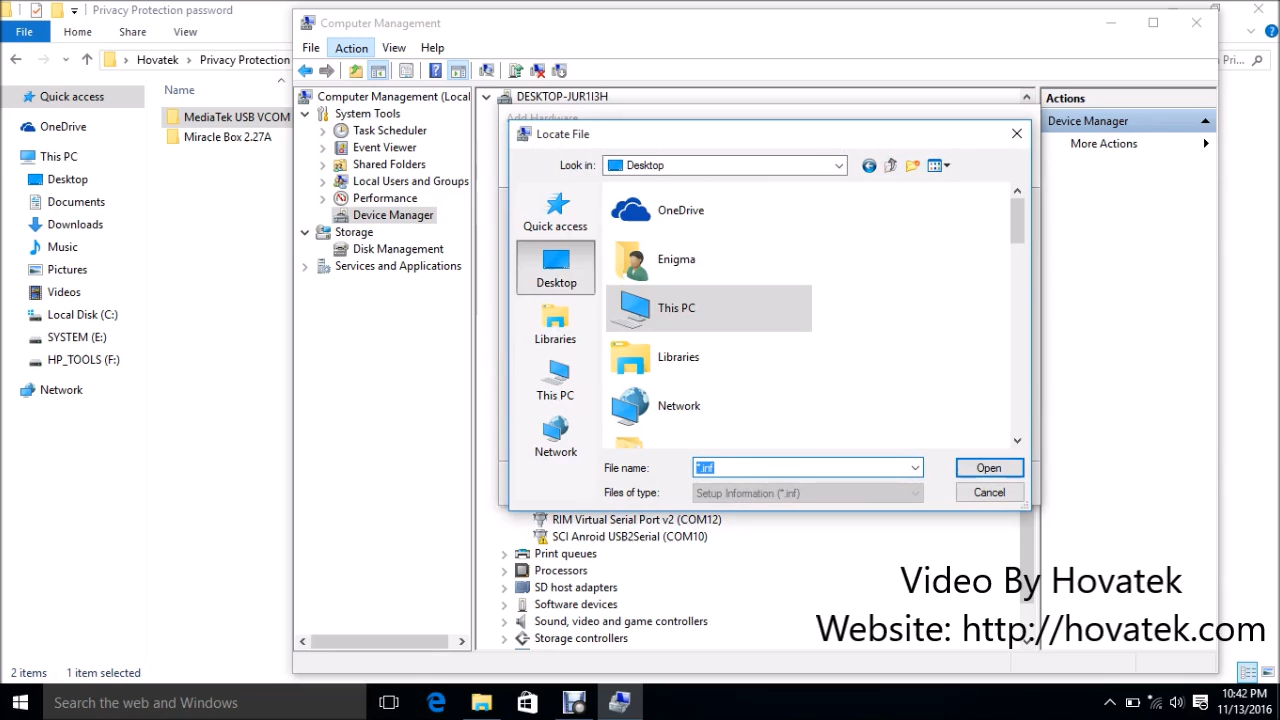 Privacy Protection password
File Home Share View
Hovatek Privacy Protection
Pri...
Quick access
OneDrive
This PC
Desktop
Documents
Downloads
Music
Pictures
Videos
Local Disk (C:)
SYSTEM (E:)
HP_TOOLS (F:)
Network
Name
MediaTek USB VCOM
Miracle Box 2.27A
2 items 1 item selected
Computer Management
File Action View Help
Computer Management (Local
System Tools
Task Scheduler
Event Viewer
Shared Folders
Local Users and Groups
Performance
Device Manager
Storage
Disk Management
Services and Applications
DESKTOP-JUR1I3H
Add Hardware
Locate File
Look in: Desktop
Quick access
Desktop
Libraries
This PC
Network
OneDrive
Enigma
This PC
Libraries
Network
File name: *.inf Open
Files of type: Setup Information (*.inf) Cancel
RIM Virtual Serial Port v2 (COM12)
SCI Anroid USB2Serial (COM10)
Print queues
Processors
SD host adapters
Software devices
Sound, video and game controllers
Storage controllers
Actions
Device Manager
More Actions
Video By Hovatek
Website: http://hovatek.com
Search the web and Windows
10:42 PM
11/13/2016